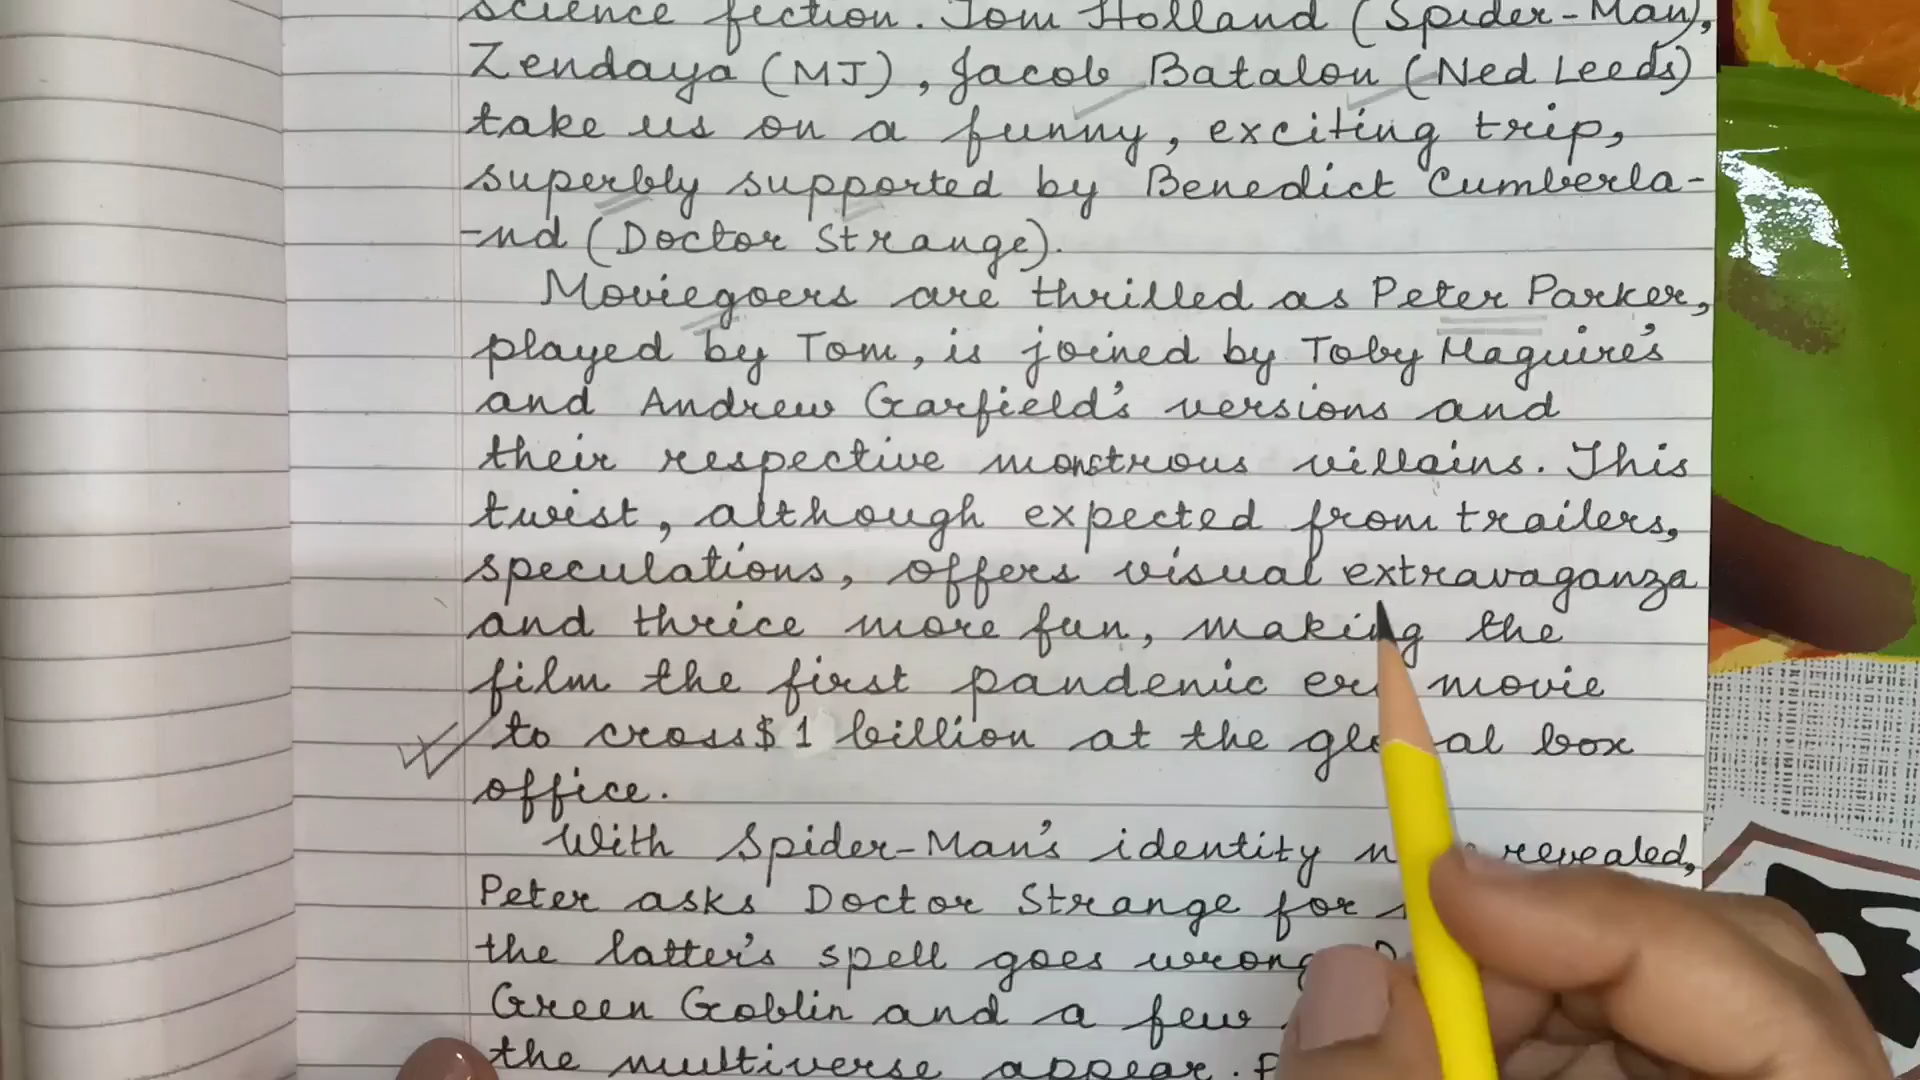 science fiction. Tom Holland (Spider-Man),
Zendaya (MJ), Jacob Batalon (Ned Leeds)
take us on a funny, exciting trip,
superbly supported by Benedict Cumberla-
-nd (Doctor Strange).
Moviegoers are thrilled as Peter Parker,
played by Tom, is joined by Toby Maguire's
and Andrew Garfield's versions and
their respective monstrous villains. This
twist, although expected from trailers,
speculations, offers visual extravaganza
and thrice more fun, making the
film the first pandemic era movie
to cross $1 billion at the global box
office.
With Spider-Man's identity revealed,
Peter asks Doctor Strange for
the latter's spell goes wrong
Green Goblin and a few
the multiverse appear.